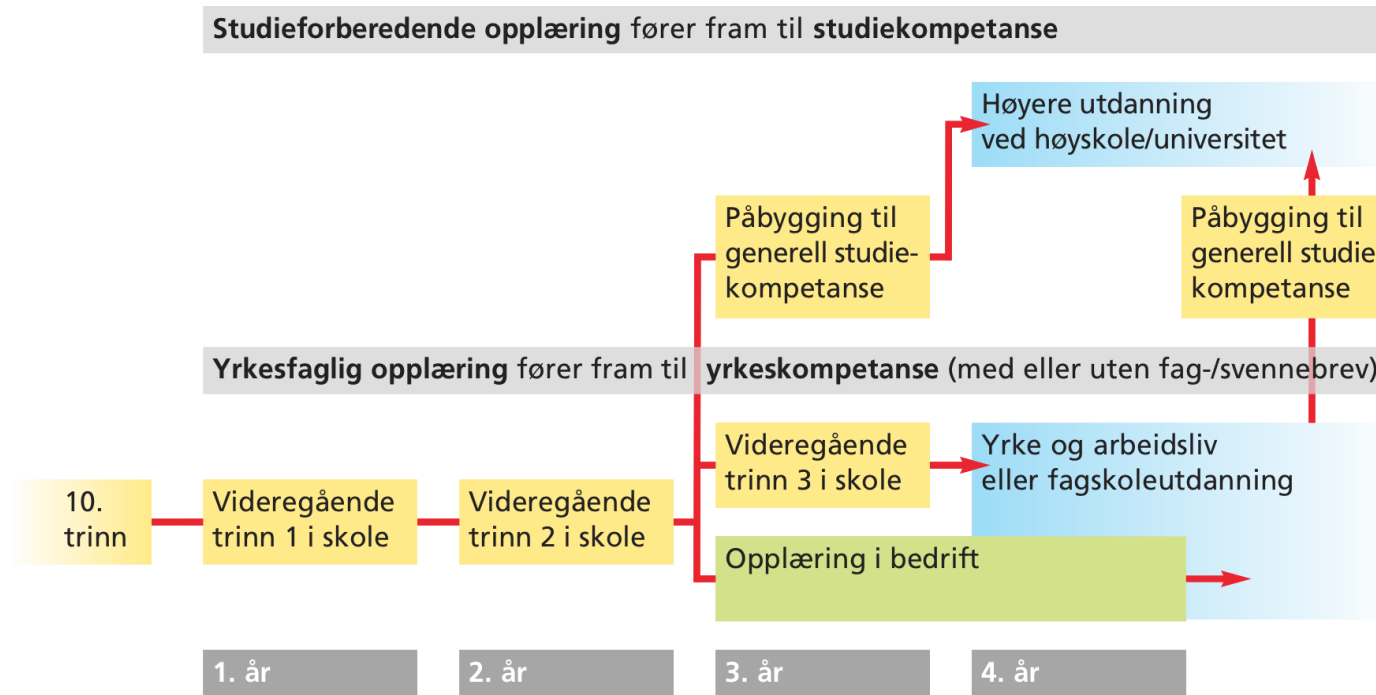 Studieforberedende opplæring fører fram til studiekompetanse
Høyere utdanning
ved høyskole/universitet
Påbygging til
generell studie-
kompetanse
Påbygging til
generell studie
kompetanse
Yrkesfaglig opplæring fører fram til yrkeskompetanse (med eller uten fag-/svennebrev)
10.
trinn
Videregående
trinn 1 i skole
Videregående
trinn 2 i skole
Videregående
trinn 3 i skole
Yrke og arbeidsliv
eller fagskoleutdanning
Opplæring i bedrift
1. år
2. år
3. år
4. år